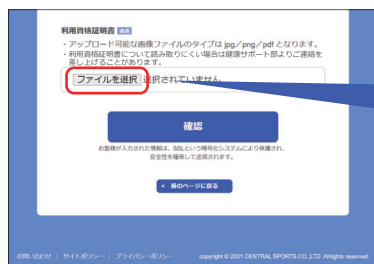 利用資格証明書 必須
・アップロード可能な画像ファイルのタイプは jpg／png／pdf となります。
・利用資格証明書について読み取りにくい場合は健康サポート部よりご連絡を
差し上げることがあります。
ファイルを選択 選択されていません
確認
お客様が入力された情報は、SSLという暗号化システムにより保護され、
安全性を確保して送信されます。
< 前のページに戻る
お問い合わせ | サイトポリシー | プライバシーポリシー copyright © 2021 CENTRAL SPORTS CO.,LTD. Allrights reserved.